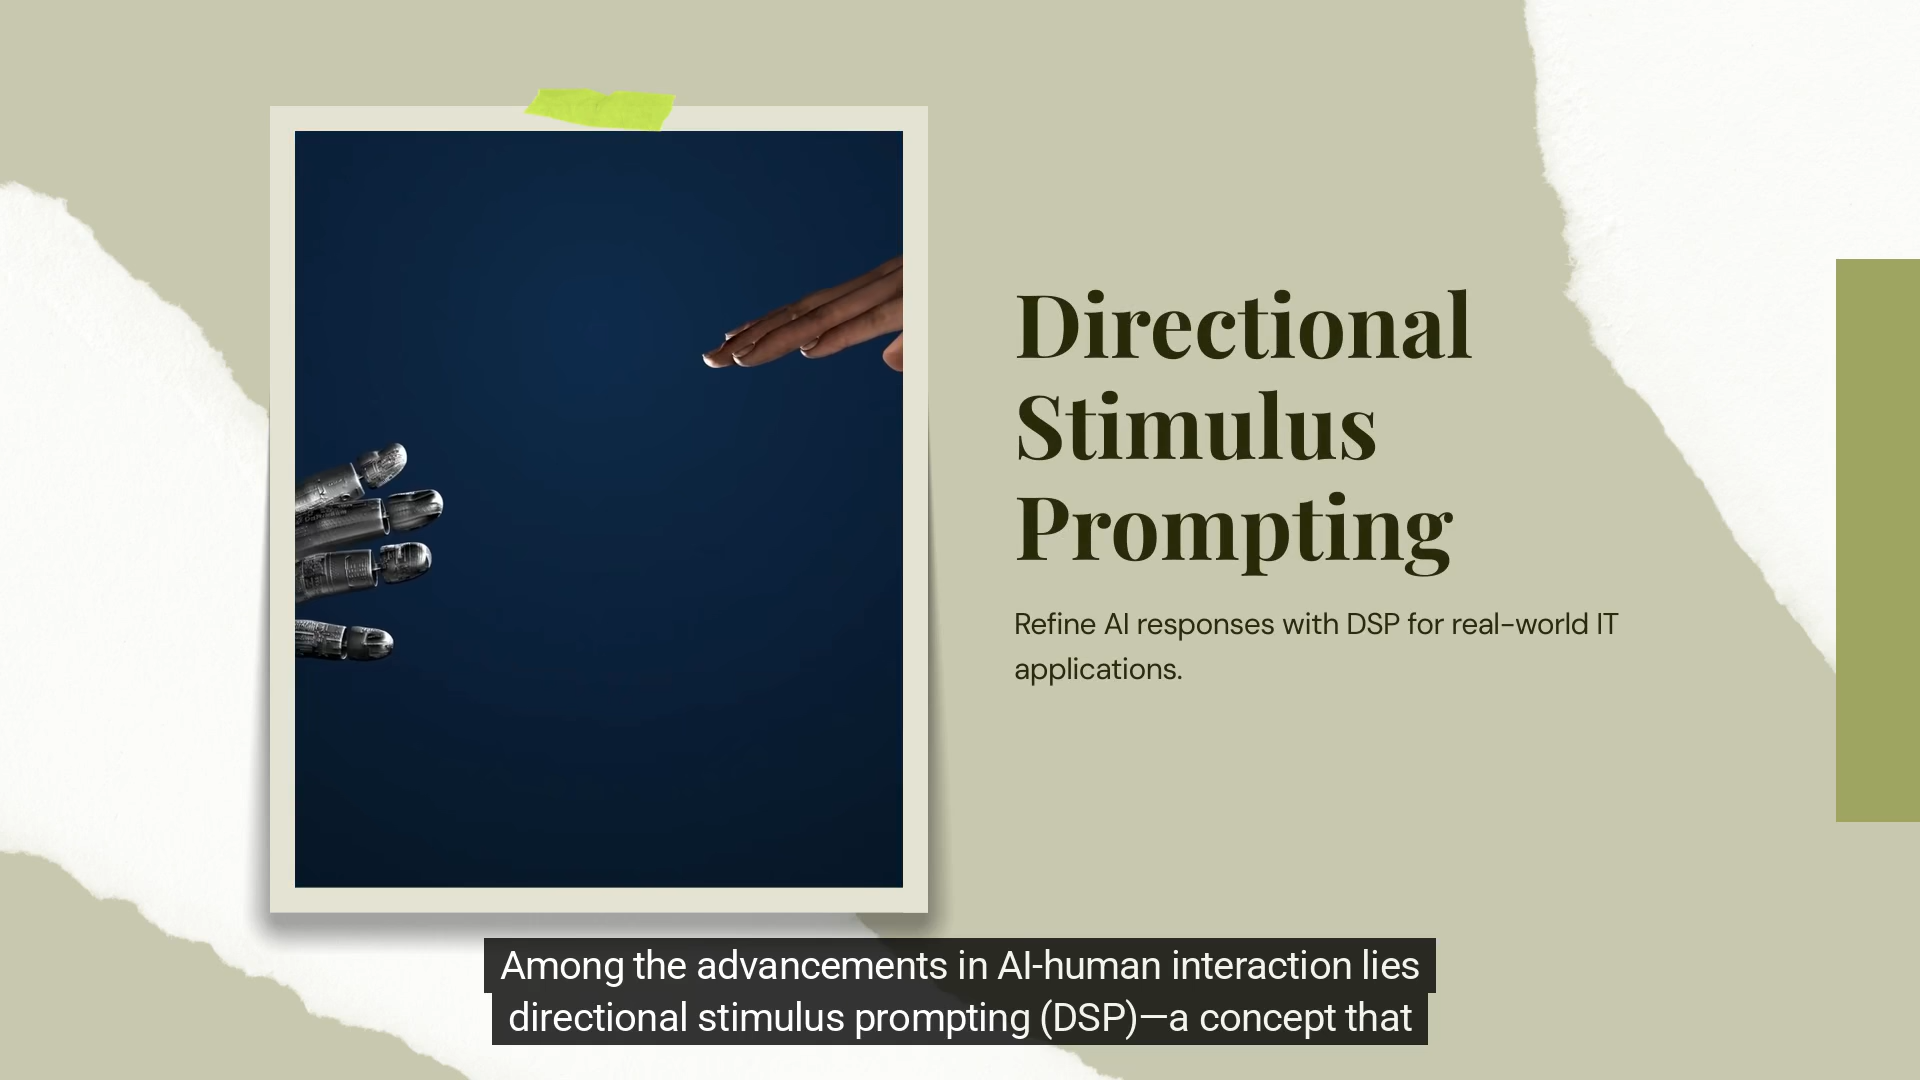 Directional
Stimulus
Prompting
Refine AI responses with DSP for real-world IT
applications.
Among the advancements in AI-human interaction lies
directional stimulus prompting (DSP)—a concept that